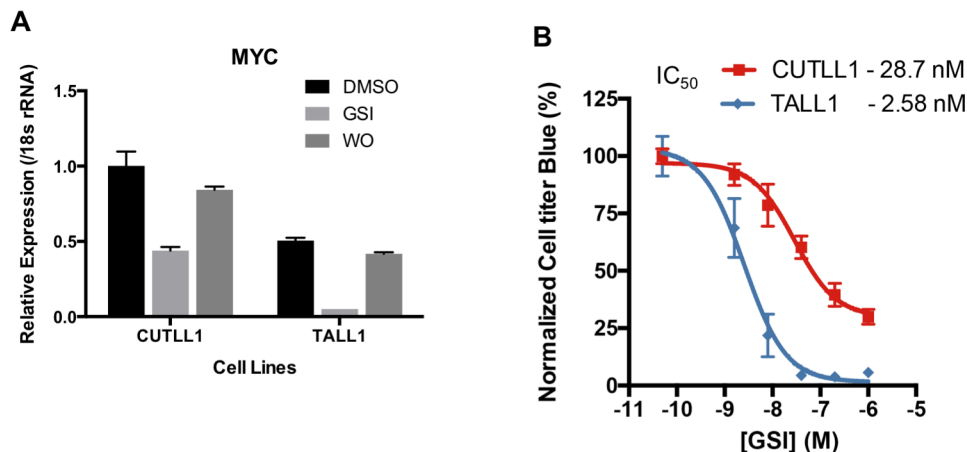 A
MYC
Relative Expression (/18s rRNA)
1.5
1.0
0.5
0.0
DMSO
GSI
WO
CUTLL1 TALL1
Cell Lines
B
IC50
CUTLL1 - 28.7 nM
TALL1 - 2.58 nM
Normalized Cell titer Blue (%)
125
100
75
50
25
0
-11 -10 -9 -8 -7 -6 -5
[GSI] (M)